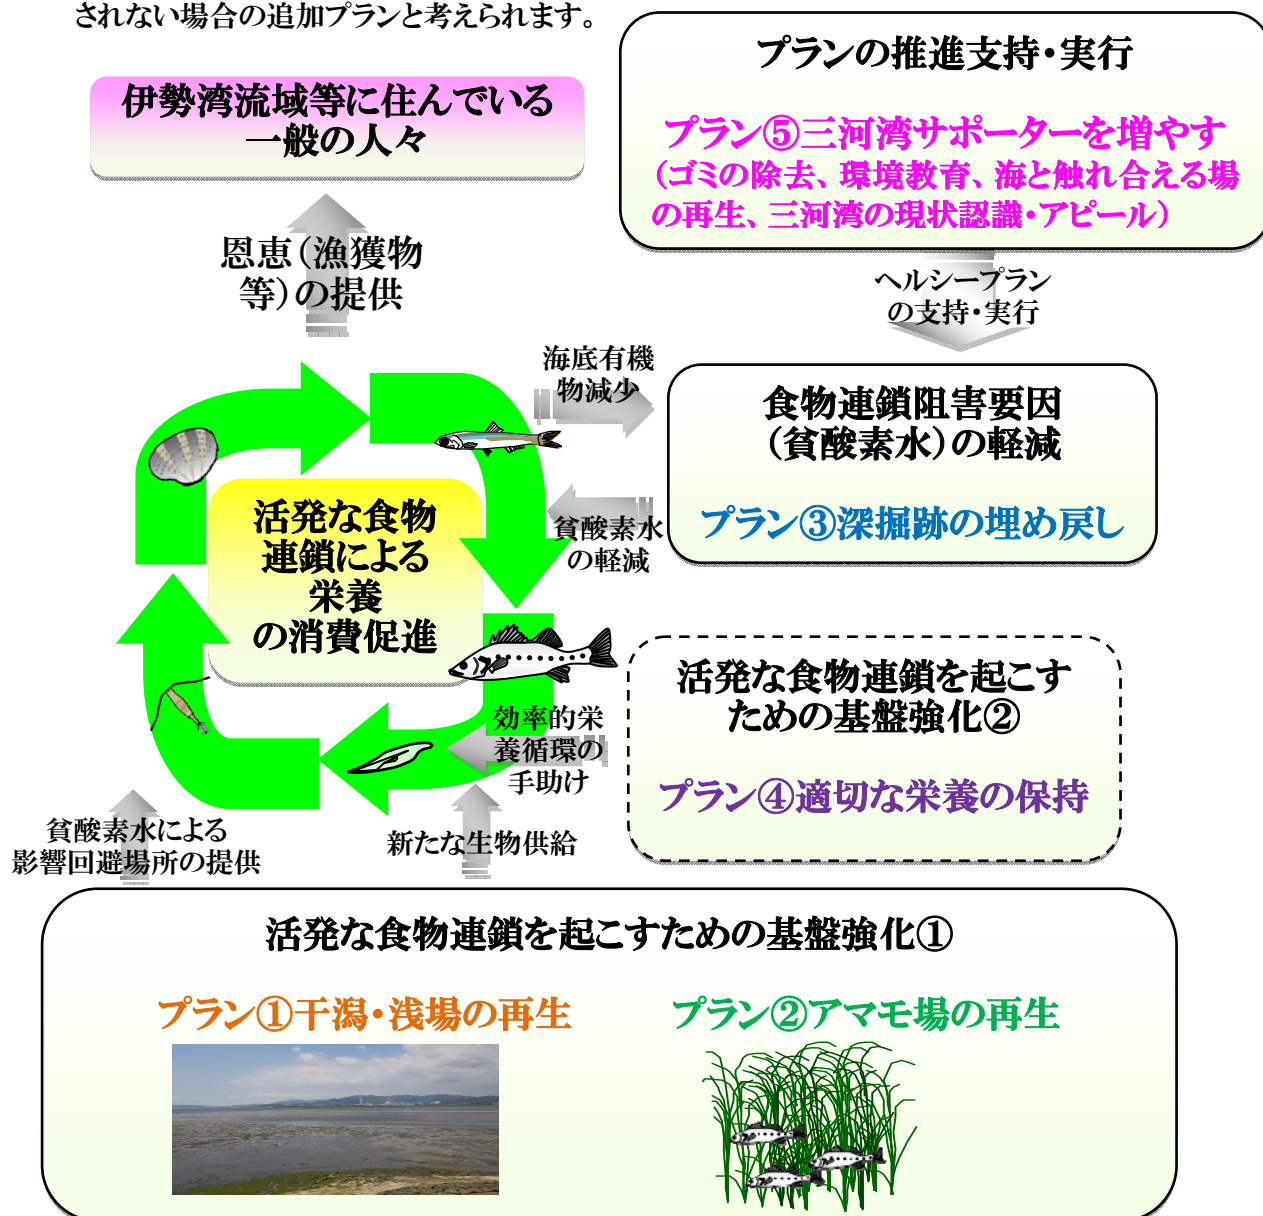 されない場合の追加プランと考えられます。
プランの推進支持・実行
プラン⑤三河湾サポーターを増やす
（ゴミの除去、環境教育、海と触れ合える場
の再生、三河湾の現状認識・アピール）
伊勢湾流域等に住んでいる
一般の人々
恩恵（漁獲物
等）の提供
ヘルシープラン
の支持・実行
海底有機
物減少
食物連鎖阻害要因
（貧酸素水）の軽減
プラン③深掘跡の埋め戻し
貧酸素水
の軽減
活発な食物
連鎖による
栄養
の消費促進
活発な食物連鎖を起こす
ための基盤強化②
プラン④適切な栄養の保持
効率的栄
養循環の
手助け
貧酸素水による
影響回避場所の提供
新たな生物供給
活発な食物連鎖を起こすための基盤強化①
プラン①干潟・浅場の再生
プラン②アマモ場の再生